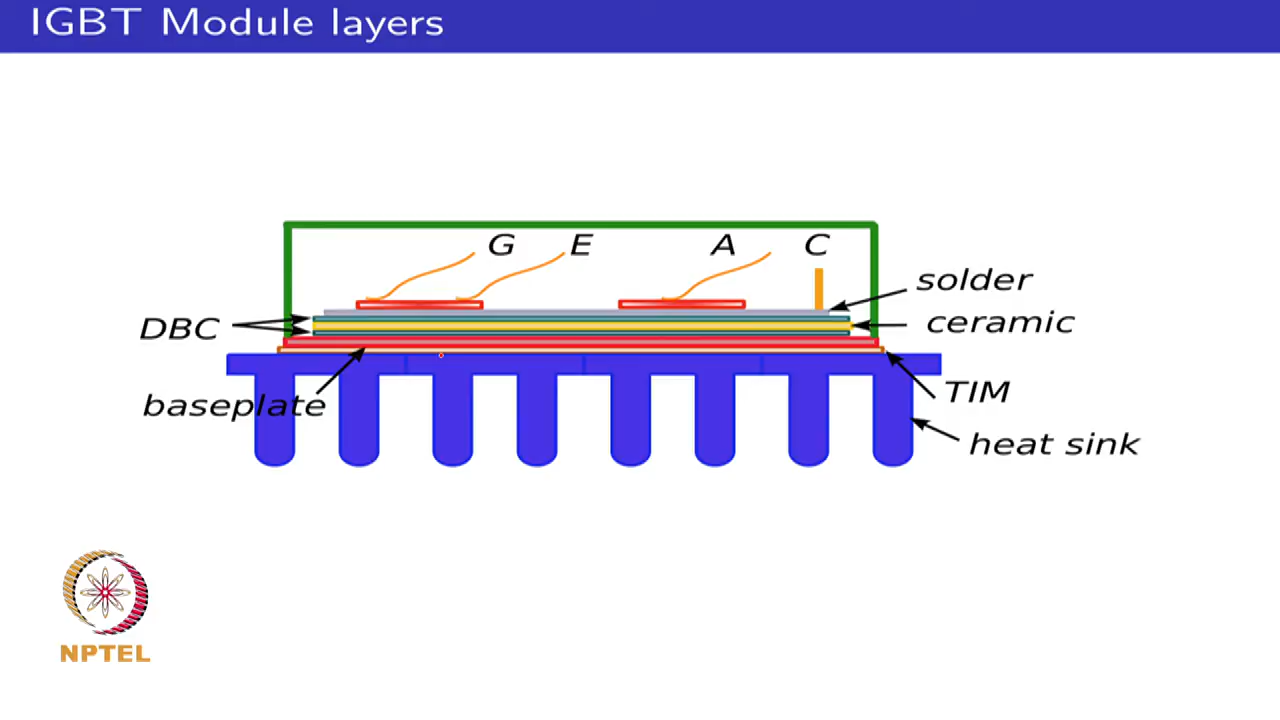 IGBT Module layers
G E A C
solder
DBC
ceramic
baseplate
TIM
heat sink
NPTEL